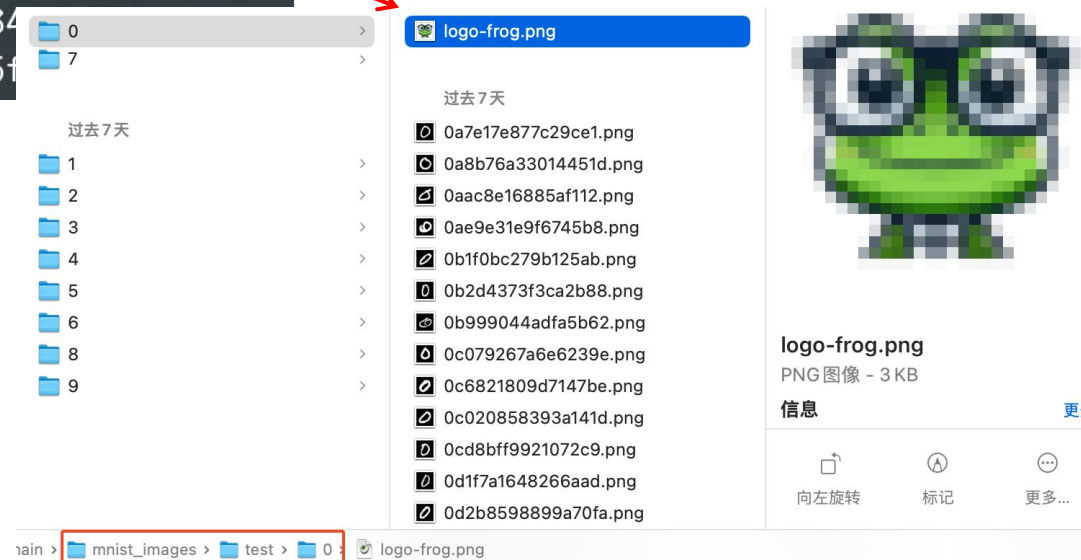 0
7
过去7天
1
2
3
4
5
6
8
9
logo-frog.png
过去7天
0a7e17e877c29ce1.png
0a8b76a33014451d.png
0aac8e16885af112.png
0ae9e31e9f6745b8.png
0b1f0bc279b125ab.png
0b2d4373f3ca2b88.png
0b999044adfa5b62.png
0c079267a6e6239e.png
0c6821809d7147be.png
0c020858393a141d.png
0cd8bff9921072c9.png
0d1f7a1648266aad.png
0d2b8598899a70fa.png
logo-frog.png
PNG图像 - 3 KB
信息
向左旋转
标记
更多...
mnist_images › test › 0 › logo-frog.png